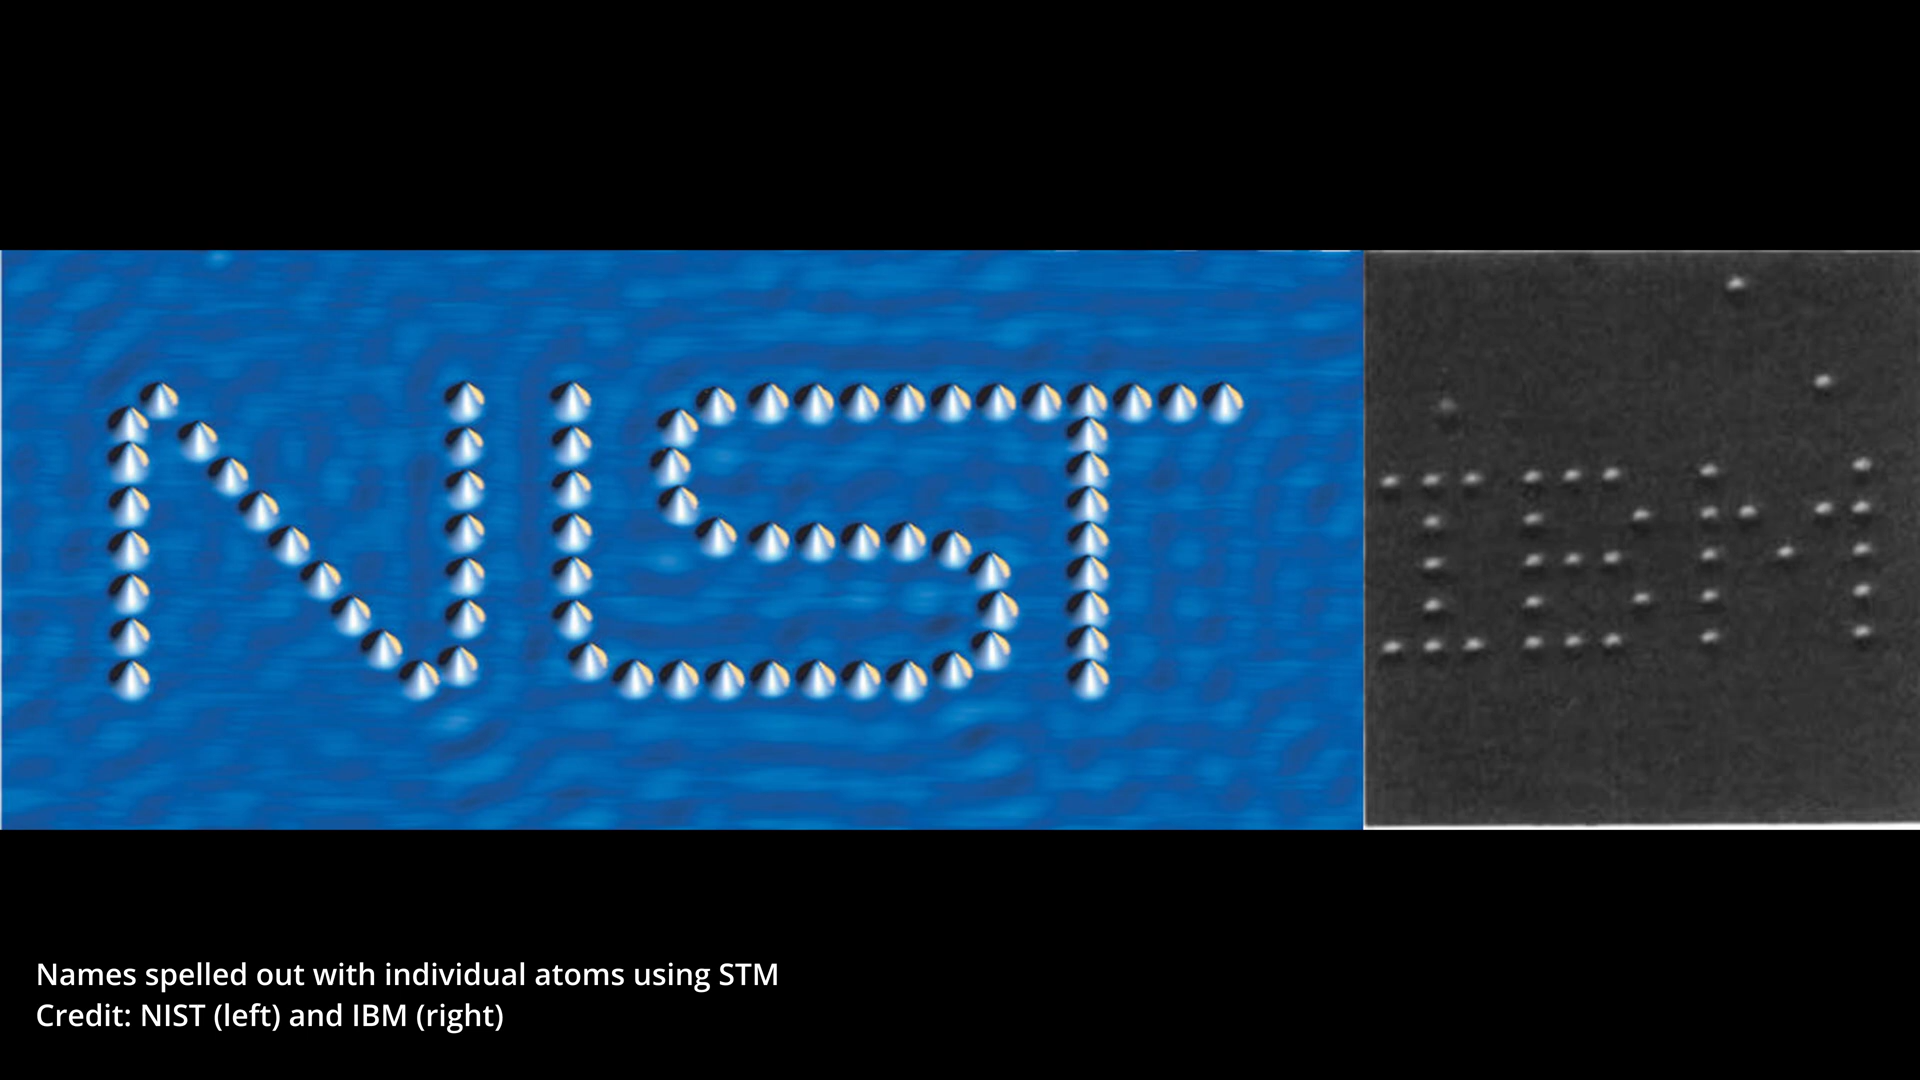 NIST
IBM
Names spelled out with individual atoms using STM
Credit: NIST (left) and IBM (right)